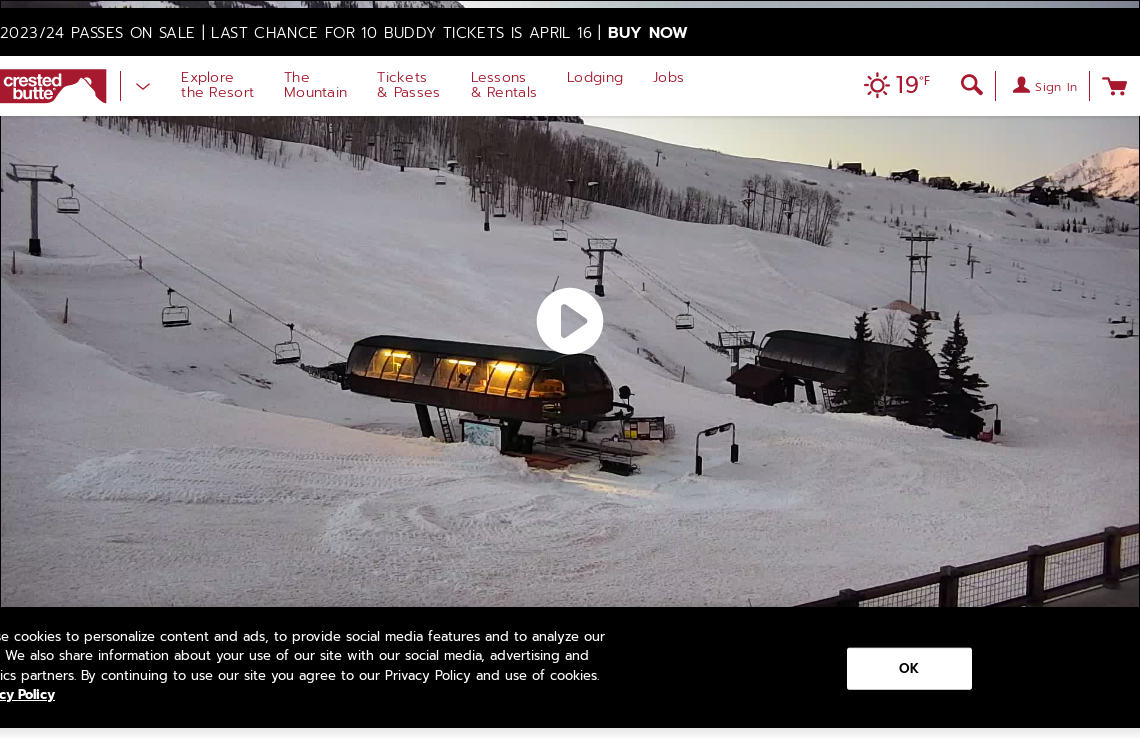 2023/24 PASSES ON SALE | LAST CHANCE FOR 10 BUDDY TICKETS IS APRIL 16 | BUY NOW
crested butte
Explore the Resort
The Mountain
Tickets & Passes
Lessons & Rentals
Lodging
Jobs
19°F
Sign In
se cookies to personalize content and ads, to provide social media features and to analyze our
We also share information about your use of our site with our social media, advertising and
ics partners. By continuing to use our site you agree to our Privacy Policy and use of cookies.
cy Policy
OK